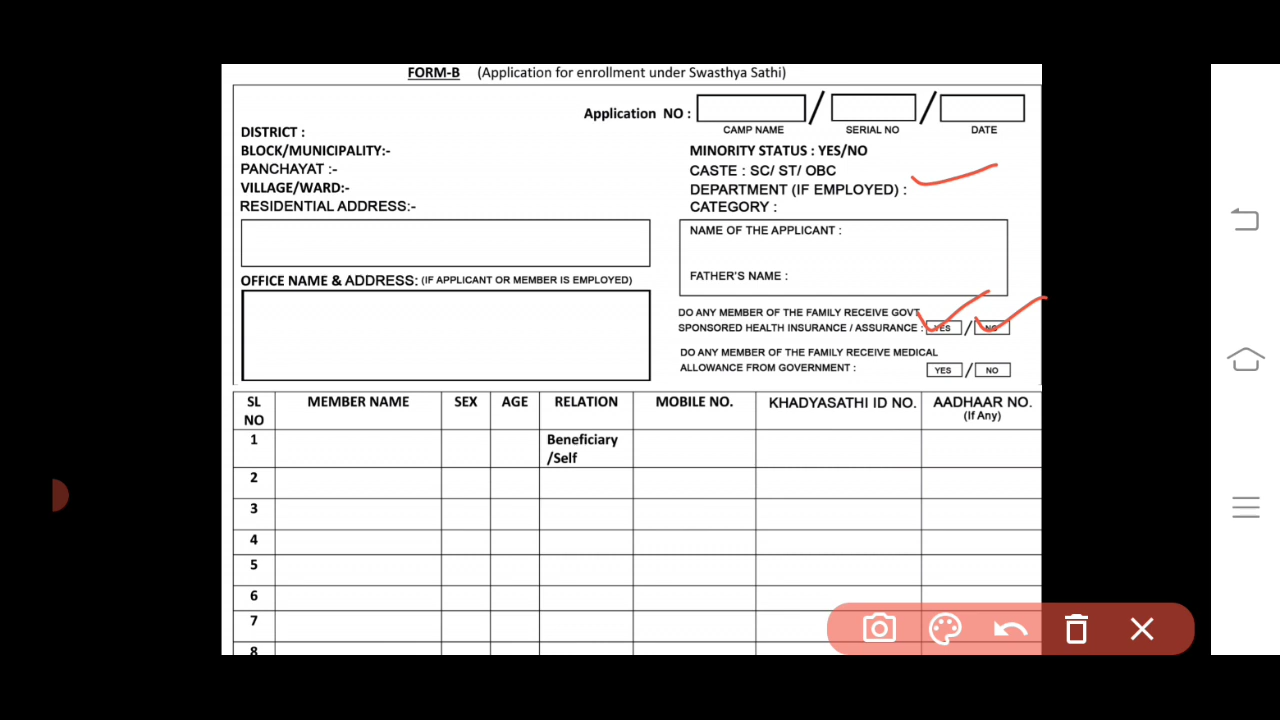 FORM-B (Application for enrollment under Swasthya Sathi)
Application NO : / /
CAMP NAME SERIAL NO DATE
DISTRICT :
BLOCK/MUNICIPALITY:-
PANCHAYAT :-
VILLAGE/WARD:-
RESIDENTIAL ADDRESS:-
MINORITY STATUS : YES/NO
CASTE : SC/ ST/ OBC
DEPARTMENT (IF EMPLOYED) :
CATEGORY :
NAME OF THE APPLICANT :
FATHER'S NAME :
OFFICE NAME & ADDRESS: (IF APPLICANT OR MEMBER IS EMPLOYED)
DO ANY MEMBER OF THE FAMILY RECEIVE GOVT
SPONSORED HEALTH INSURANCE / ASSURANCE : YES / NO
DO ANY MEMBER OF THE FAMILY RECEIVE MEDICAL
ALLOWANCE FROM GOVERNMENT : YES / NO
SL NO MEMBER NAME SEX AGE RELATION MOBILE NO. KHADYASATHI ID NO. AADHAAR NO. (If Any)
1 Beneficiary /Self
2
3
4
5
6
7
8